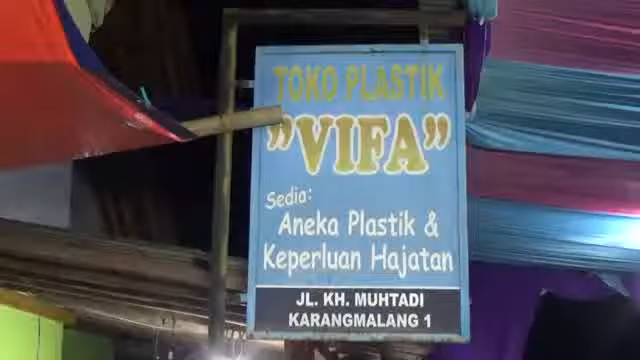 TOKO PLASTIK
"VIFA"
Sedia:
Aneka Plastik &
Keperluan Hajatan
JL. KH. MUHTADI
KARANGMALANG 1